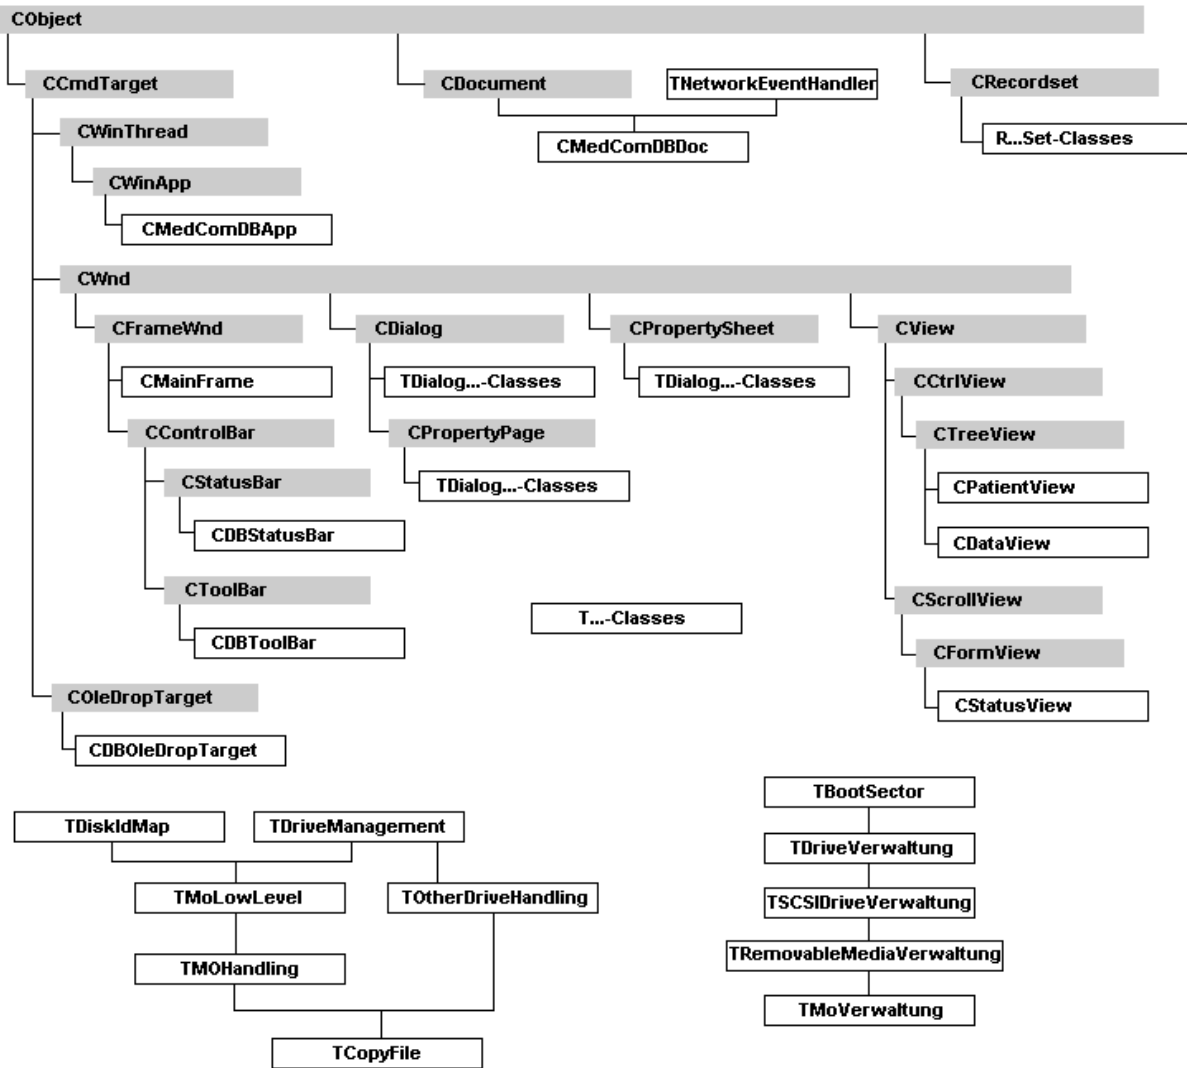 CObject
CCmdTarget
CDocument
TNetworkEventHandler
CRecordset
CWinThread
CMedComDBDoc
R...Set-Classes
CWinApp
CMedComDBApp
CWnd
CFrameWnd
CDialog
CPropertySheet
CView
CMainFrame
TDialog...-Classes
TDialog...-Classes
CCtrlView
CControlBar
CPropertyPage
CTreeView
CStatusBar
TDialog...-Classes
CPatientView
CDBStatusBar
CDataView
CToolBar
CScrollView
T...-Classes
CDBToolBar
CFormView
COleDropTarget
CStatusView
CDBOleDropTarget
TBootSector
TDiskIdMap
TDriveManagement
TDriveVerwaltung
TMoLowLevel
TOtherDriveHandling
TSCSIDriveVerwaltung
TRemovableMediaVerwaltung
TMOHandling
TMoVerwaltung
TCopyFile